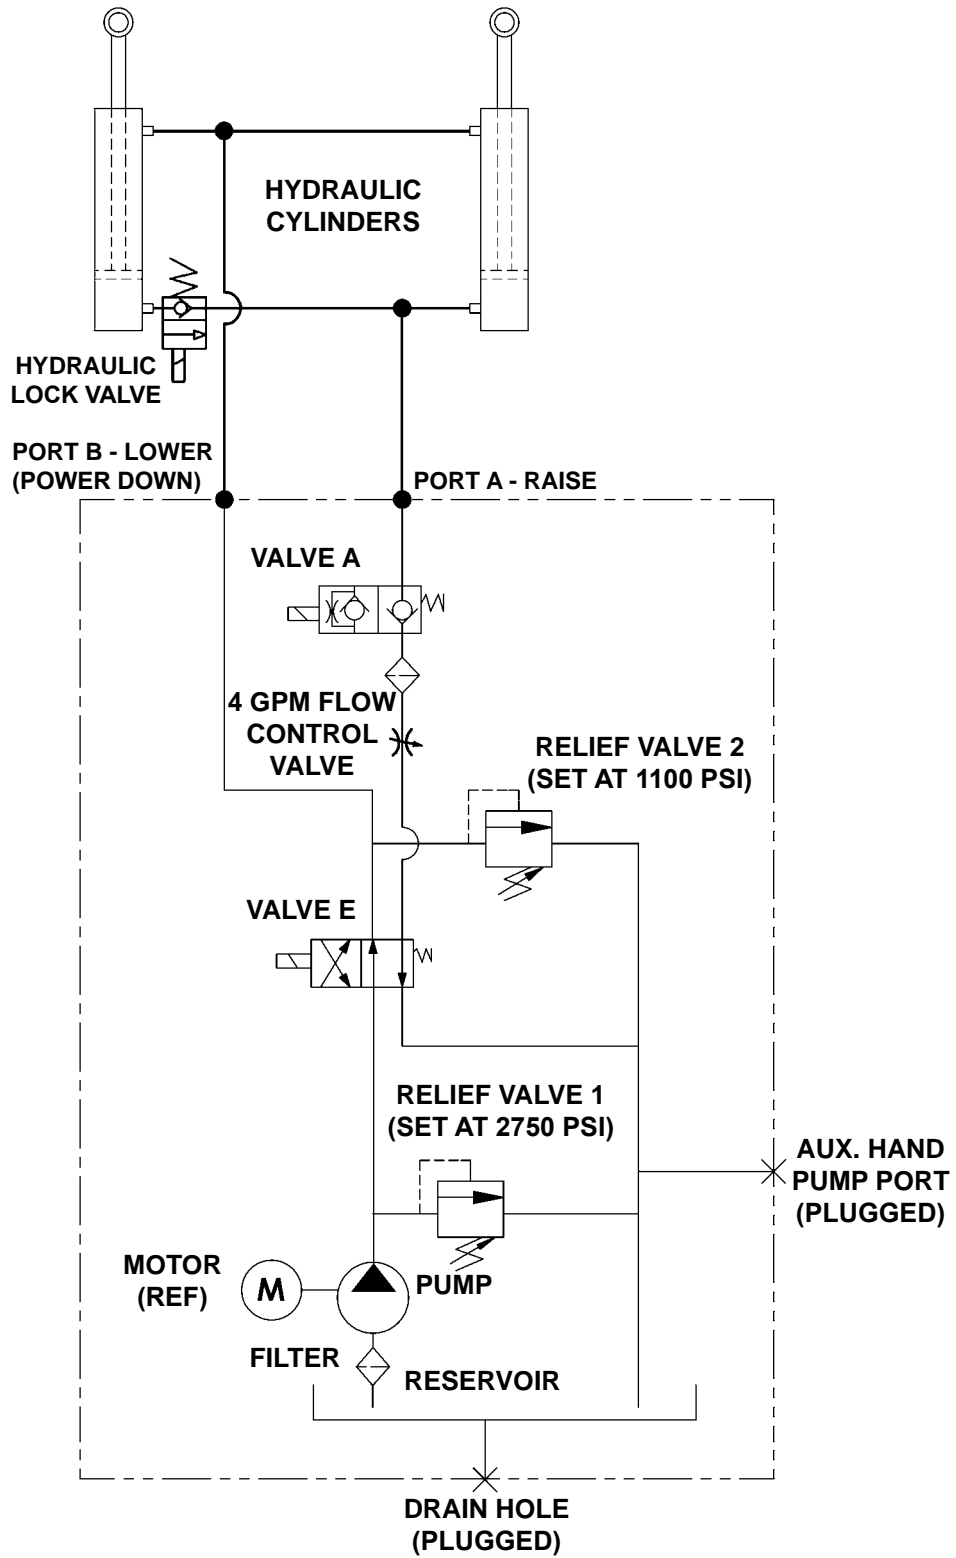 HYDRAULIC
CYLINDERS
HYDRAULIC
LOCK VALVE
PORT B - LOWER
(POWER DOWN)
PORT A - RAISE
VALVE A
4 GPM FLOW
CONTROL
VALVE
RELIEF VALVE 2
(SET AT 1100 PSI)
VALVE E
RELIEF VALVE 1
(SET AT 2750 PSI)
AUX. HAND
PUMP PORT
(PLUGGED)
MOTOR
(REF)
M
PUMP
FILTER
RESERVOIR
DRAIN HOLE
(PLUGGED)